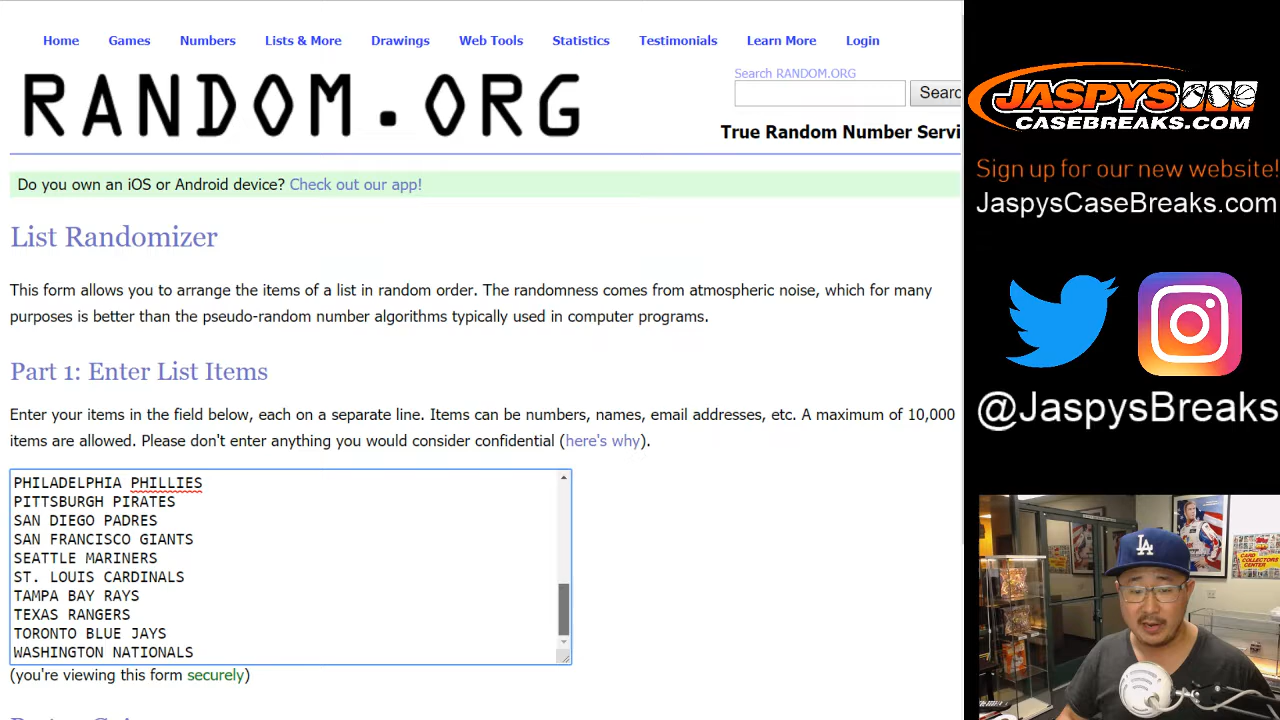 Home Games Numbers Lists & More Drawings Web Tools Statistics Testimonials Learn More Login
Search RANDOM.ORG
RANDOM.ORG
Searc
True Random Number Servi
Do you own an iOS or Android device? Check out our app!
List Randomizer
This form allows you to arrange the items of a list in random order. The randomness comes from atmospheric noise, which for many
purposes is better than the pseudo-random number algorithms typically used in computer programs.
Part 1: Enter List Items
Enter your items in the field below, each on a separate line. Items can be numbers, names, email addresses, etc. A maximum of 10,000
items are allowed. Please don't enter anything you would consider confidential (here's why).
PHILADELPHIA PHILLIES
PITTSBURGH PIRATES
SAN DIEGO PADRES
SAN FRANCISCO GIANTS
SEATTLE MARINERS
ST. LOUIS CARDINALS
TAMPA BAY RAYS
TEXAS RANGERS
TORONTO BLUE JAYS
WASHINGTON NATIONALS
(you're viewing this form securely)
JASPYS
CASEBREAKS.COM
Sign up for our new website!
JaspysCaseBreaks.com
@JaspysBreaks
LA
CARD
COLLECTORS
CENTER